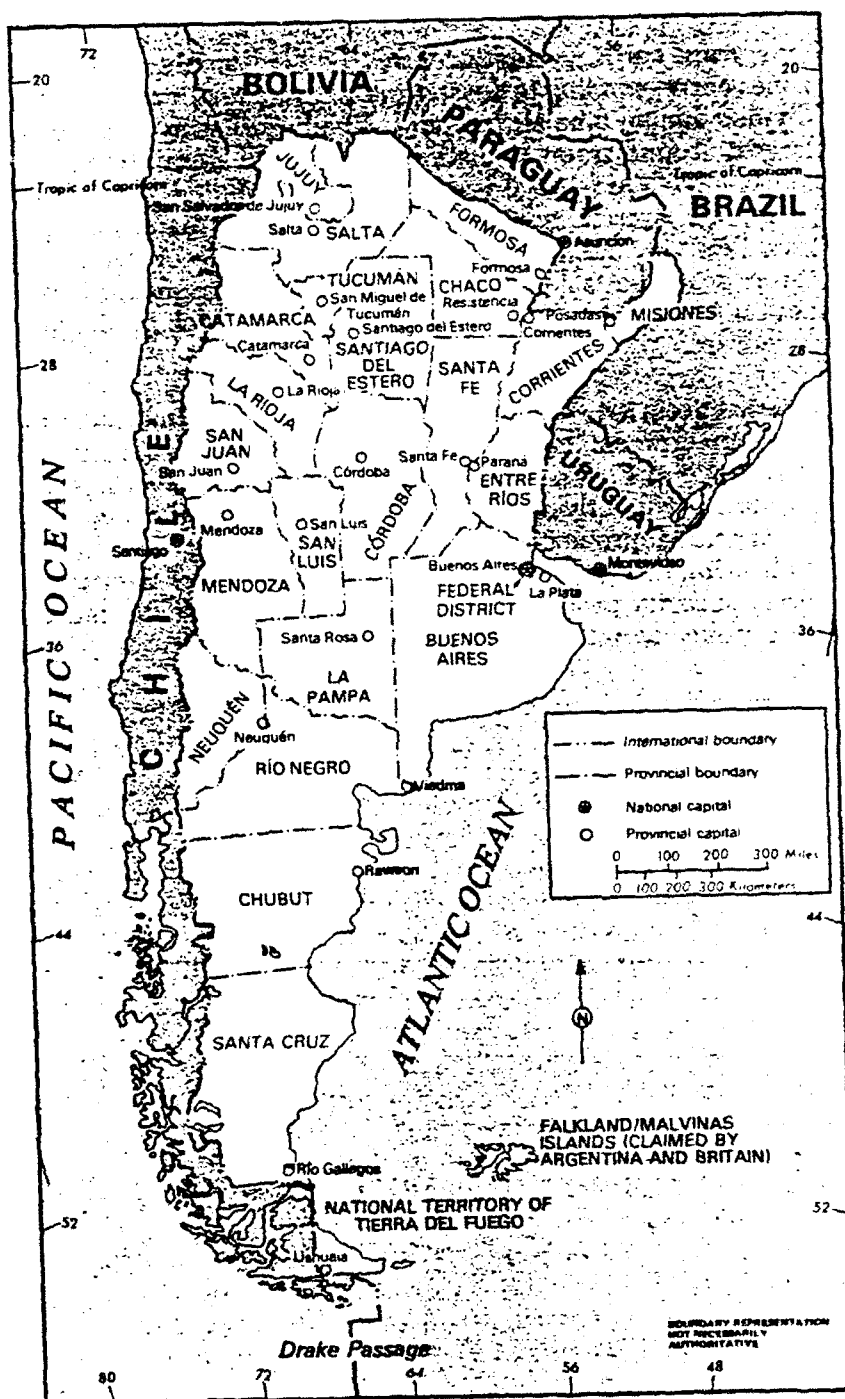 72
64
56
20
20
BOLIVIA
PARAGUAY
Tropic of Capricorn
Tropic of Capricorn
BRAZIL
JUJUY
San Salvador de Jujuy
Salta
SALTA
FORMOSA
Asuncion
Formosa
TUCUMÁN
CHACO
San Miguel de
Tucumán
Resistencia
Posadas
MISIONES
CATAMARCA
Corrientes
Santiago del Estero
Catamarca
SANTIAGO
DEL
ESTERO
SANTA
FE
CORRIENTES
28
28
LA RIOJA
La Rioja
SAN
JUAN
San Juan
Córdoba
Santa Fe
Paraná
ENTRE
RÍOS
URUGUAY
CHILE
PACIFIC OCEAN
Mendoza
San Luis
SAN
LUIS
CÓRDOBA
Santiago
MENDOZA
Buenos Aires
Montevideo
FEDERAL
DISTRICT
La Plata
BUENOS
AIRES
36
36
Santa Rosa
LA
PAMPA
NEUQUÉN
Neuquén
RÍO NEGRO
Viedma
International boundary
Provincial boundary
National capital
Provincial capital
0 100 200 300 Miles
0 100 200 300 Kilometers
Rawson
CHUBUT
ATLANTIC OCEAN
44
44
N
SANTA CRUZ
FALKLAND/MALVINAS
ISLANDS (CLAIMED BY
ARGENTINA AND BRITAIN)
Río Gallegos
NATIONAL TERRITORY OF
TIERRA DEL FUEGO
52
52
Ushuaia
BOUNDARY REPRESENTATION
NOT NECESSARILY
AUTHORITATIVE
Drake Passage
80
72
64
56
48